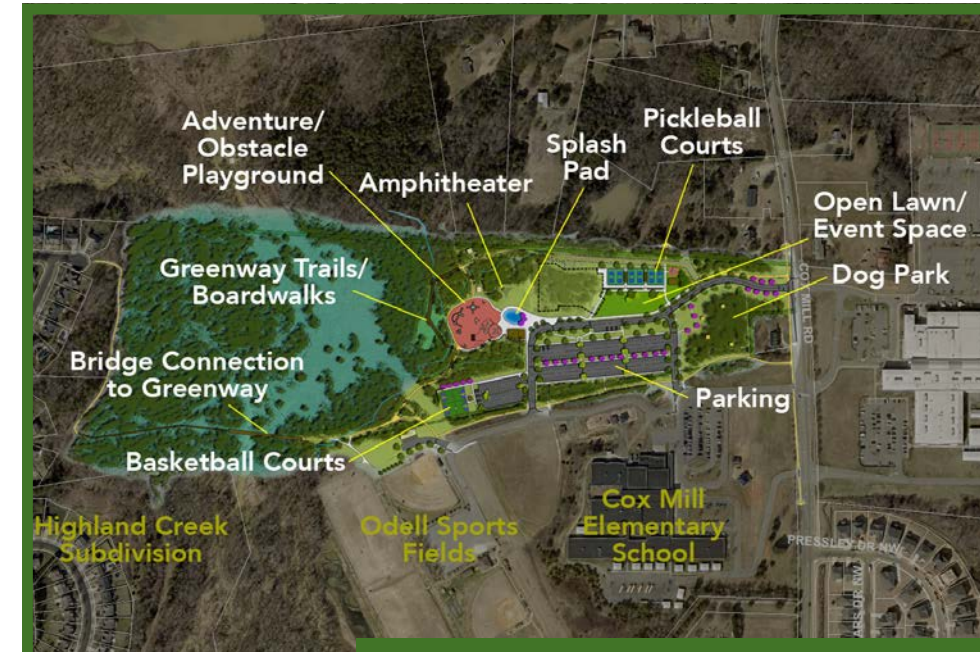 Adventure/
Obstacle
Playground
Amphitheater
Splash
Pad
Pickleball
Courts
Open Lawn/
Event Space
Dog Park
Greenway Trails/
Boardwalks
Bridge Connection
to Greenway
Basketball Courts
Parking
COX MILL RD
Highland Creek
Subdivision
Odell Sports
Fields
Cox Mill
Elementary
School
PRESSLEY DR NW